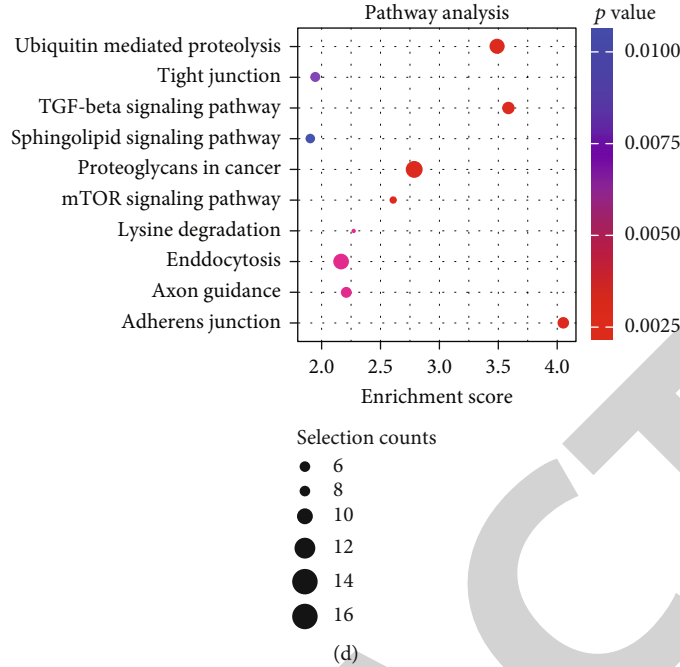 Pathway analysis
p value
Ubiquitin mediated proteolysis
Tight junction
TGF-beta signaling pathway
Sphingolipid signaling pathway
Proteoglycans in cancer
mTOR signaling pathway
Lysine degradation
Enddocytosis
Axon guidance
Adherens junction
0.0100
0.0075
0.0050
0.0025
2.0 2.5 3.0 3.5 4.0
Enrichment score
Selection counts
6
8
10
12
14
16
(d)